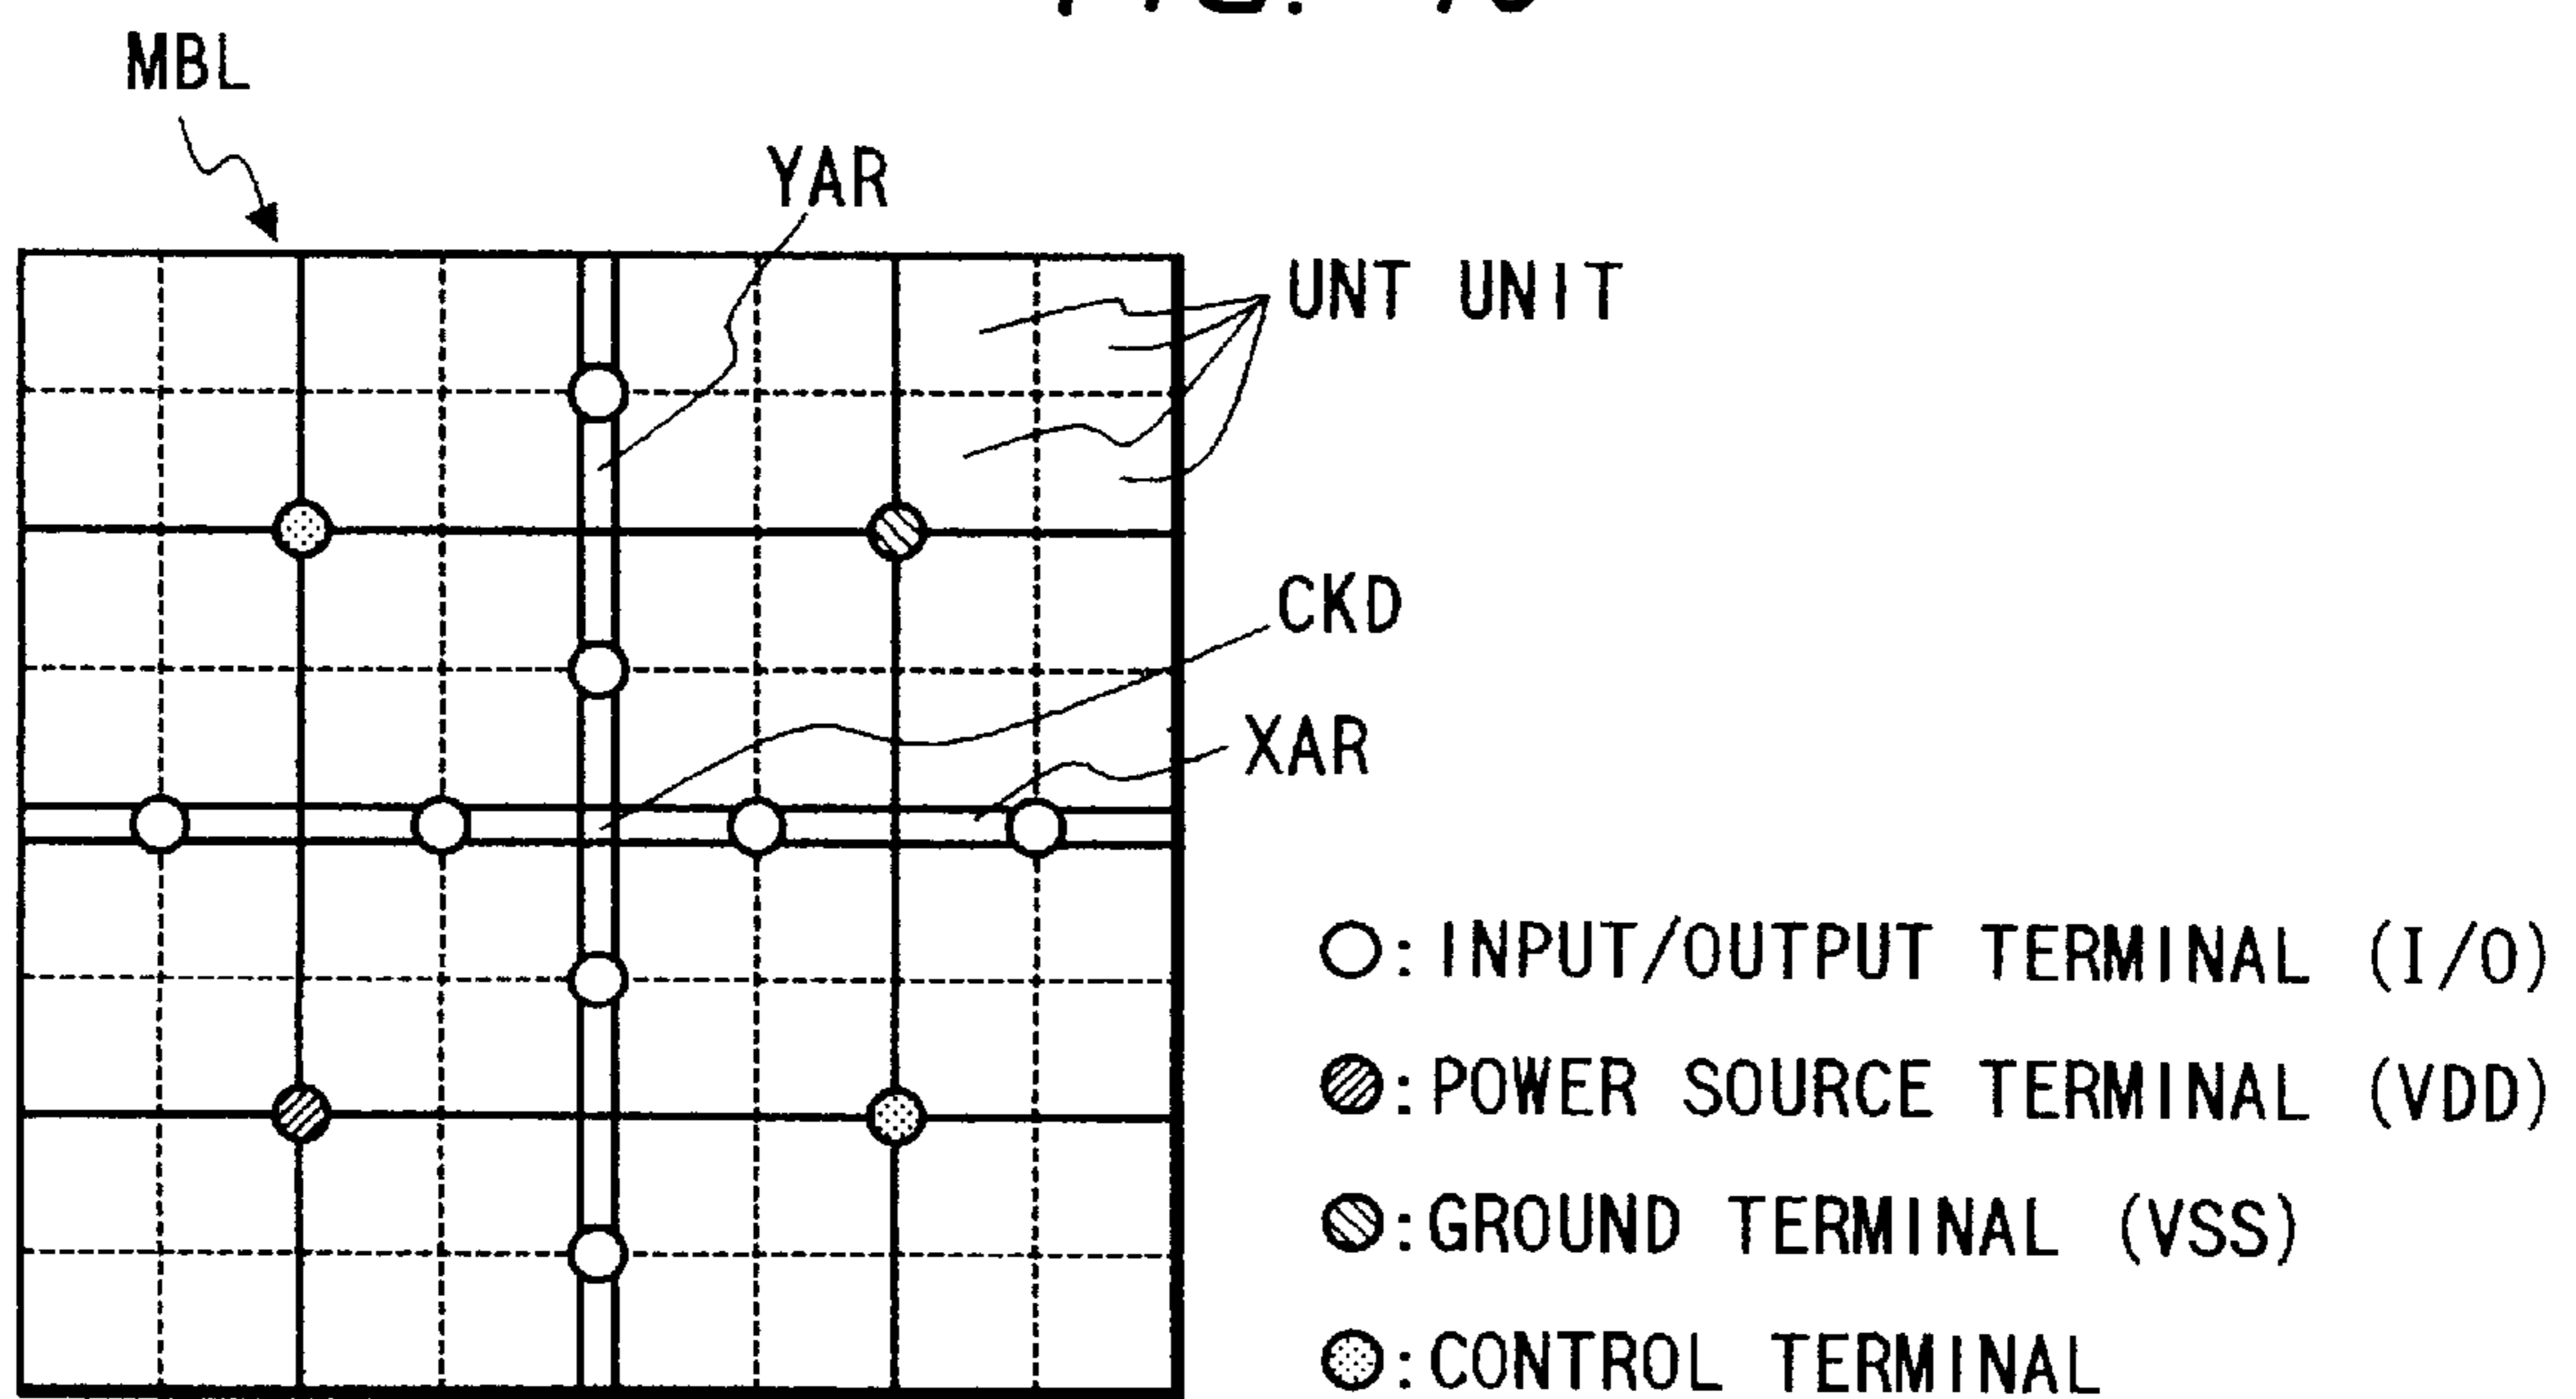 MBL
YAR
UNT UNIT
CKD
XAR
: INPUT/OUTPUT TERMINAL (I/O)
: POWER SOURCE TERMINAL (VDD)
: GROUND TERMINAL (VSS)
: CONTROL TERMINAL